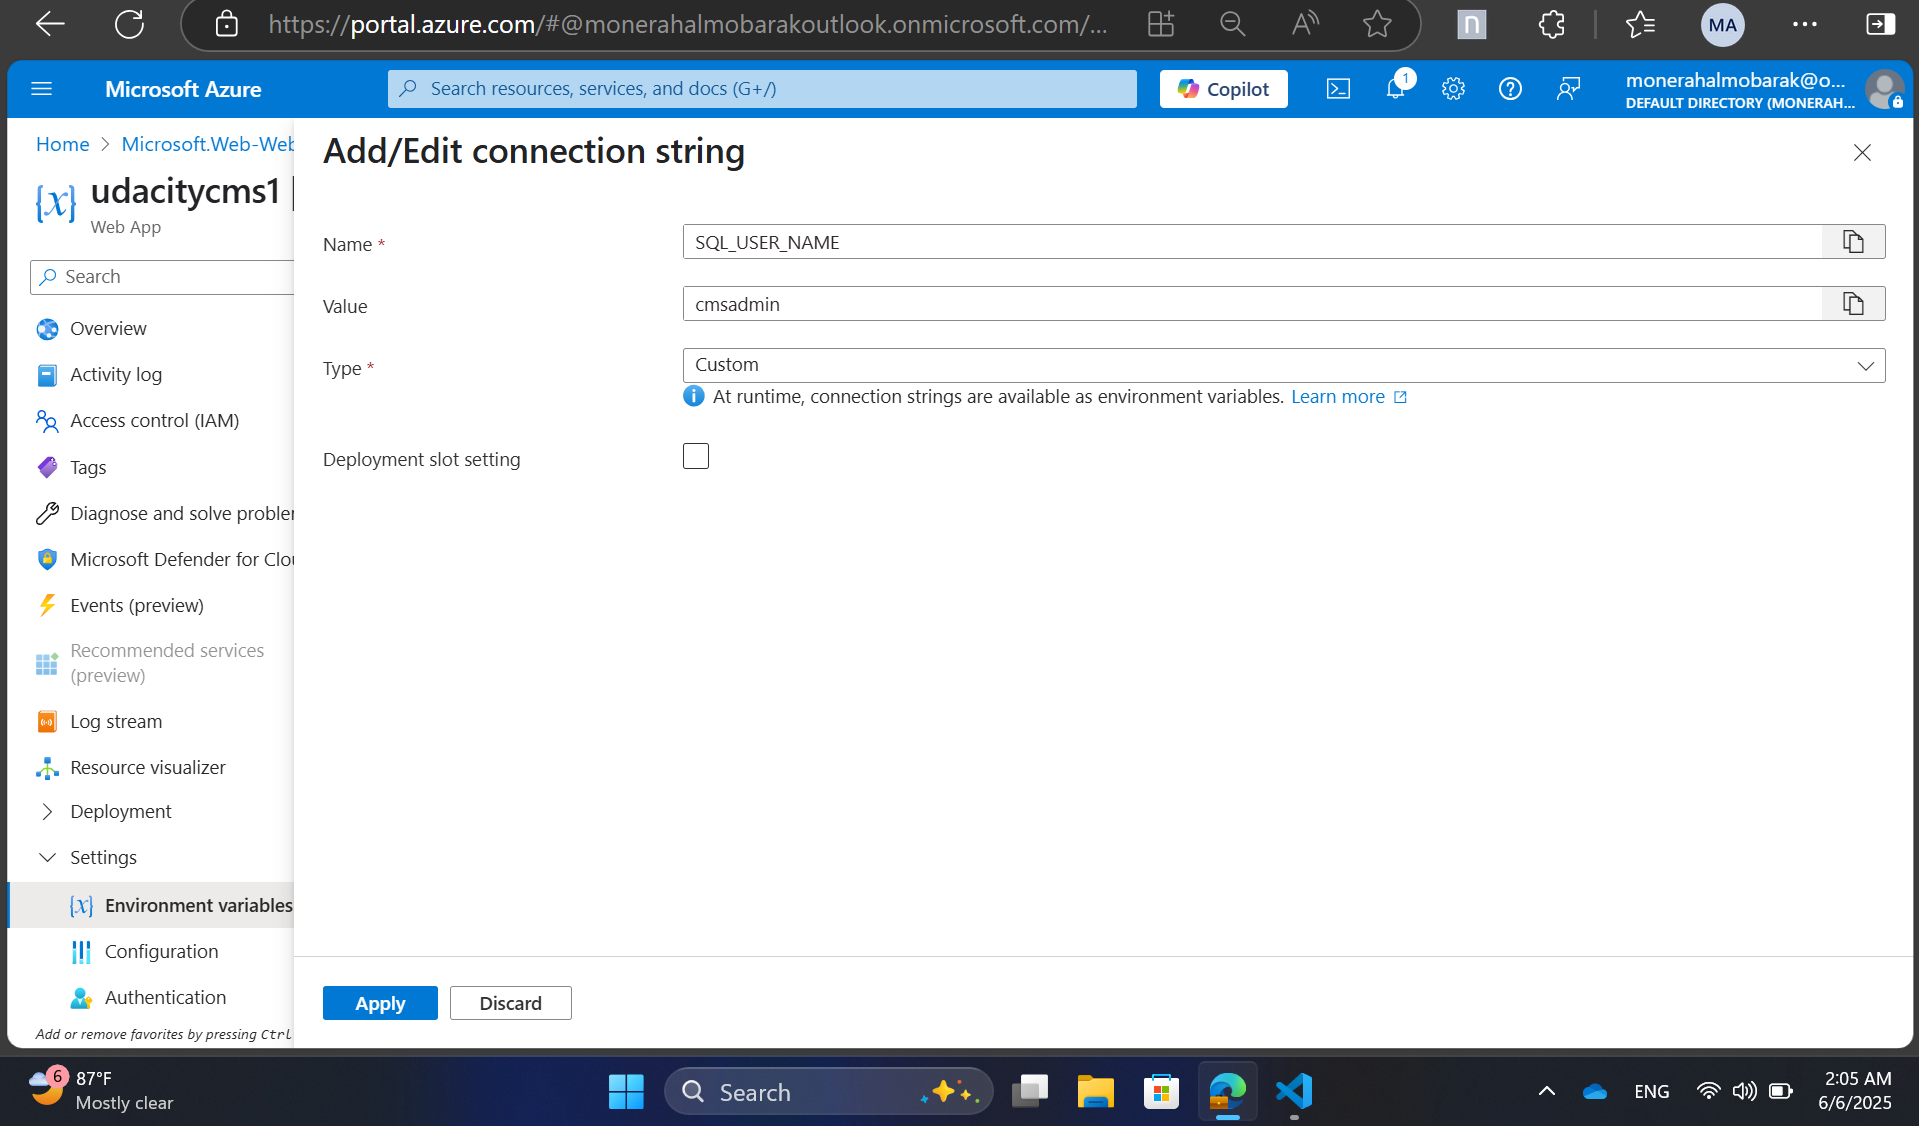 https://portal.azure.com/#@monerahalmobarakoutlook.onmicrosoft.com/...
n
MA
Microsoft Azure
Search resources, services, and docs (G+/)
Copilot
1
monerahalmobarak@o...
DEFAULT DIRECTORY (MONERAH...
Home > Microsoft.Web-Web
{x}
udacitycms1 |
Web App
Search
Overview
Activity log
Access control (IAM)
Tags
Diagnose and solve problem
Microsoft Defender for Clou
Events (preview)
Recommended services
(preview)
Log stream
Resource visualizer
Deployment
Settings
{x} Environment variables
Configuration
Authentication
Add or remove favorites by pressing Ctrl
Add/Edit connection string
Name *
SQL_USER_NAME
Value
cmsadmin
Type *
Custom
At runtime, connection strings are available as environment variables. Learn more
Deployment slot setting
Apply
Discard
6
87°F
Mostly clear
Search
ENG
2:05 AM
6/6/2025